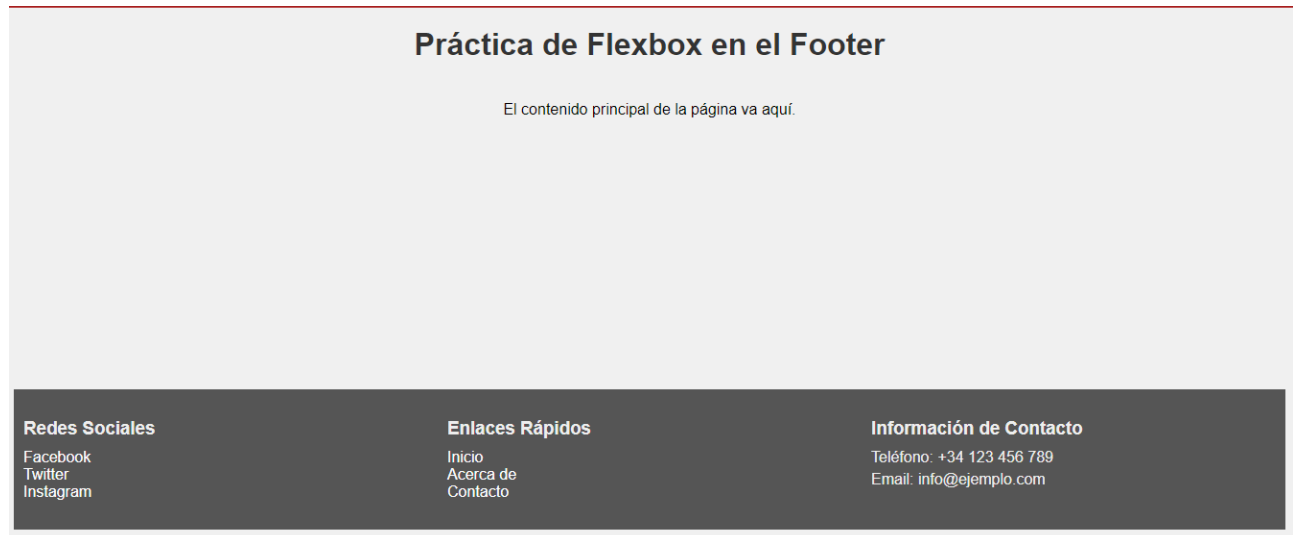 Práctica de Flexbox en el Footer
El contenido principal de la página va aquí.
Redes Sociales
Facebook
Twitter
Instagram
Enlaces Rápidos
Inicio
Acerca de
Contacto
Información de Contacto
Teléfono: +34 123 456 789
Email: info@ejemplo.com